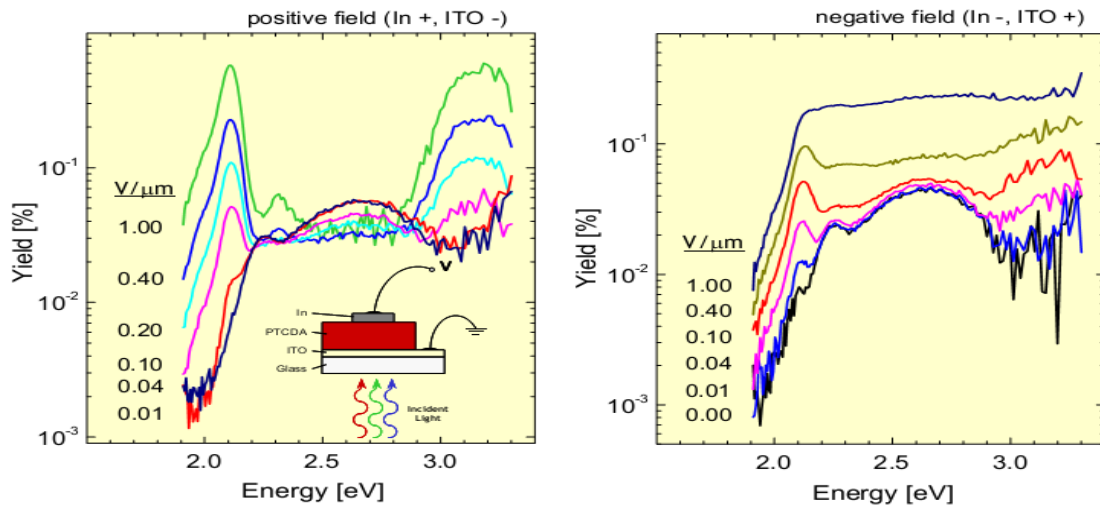 positive field (In +, ITO -)
10⁻¹
10⁻²
10⁻³
Yield [%]
V/μm
1.00
0.40
0.20
0.10
0.04
0.01
V
In
PTCDA
ITO
Glass
Incident
Light
2.0 2.5 3.0
Energy [eV]
negative field (In -, ITO +)
10⁻¹
10⁻²
10⁻³
Yield [%]
V/μm
1.00
0.40
0.10
0.04
0.01
0.00
2.0 2.5 3.0
Energy [eV]